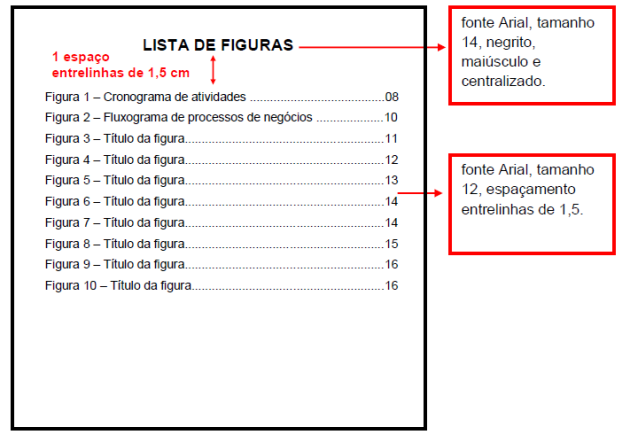 LISTA DE FIGURAS
1 espaço
entrelinhas de 1,5 cm
Figura 1 – Cronograma de atividades ....................................08
Figura 2 – Fluxograma de processos de negócios ...................10
Figura 3 – Título da figura.....................................................11
Figura 4 – Título da figura.....................................................12
Figura 5 – Título da figura.....................................................13
Figura 6 – Título da figura.....................................................14
Figura 7 – Título da figura.....................................................14
Figura 8 – Título da figura.....................................................15
Figura 9 – Título da figura.....................................................16
Figura 10 – Título da figura...................................................16
fonte Arial, tamanho
14, negrito,
maiúsculo e
centralizado.
fonte Arial, tamanho
12, espaçamento
entrelinhas de 1,5.